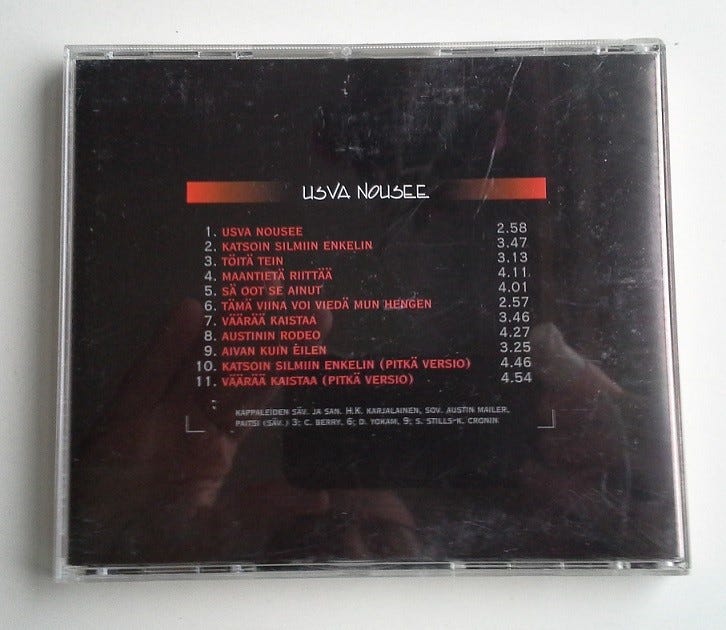 USVA NOUSEE
1. USVA NOUSEE 2.58
2. KATSOIN SILMIIN ENKELIN 3.47
3. TÖITÄ TEIN 3.13
4. MAANTIETÄ RIITTÄÄ 4.11
5. SÄ OOT SE AINUT 4.01
6. TÄMÄ VIINA VOI VIEDÄ MUN HENGEN 2.57
7. VÄÄRÄÄ KAISTAA 3.46
8. AUSTININ RODEO 4.27
9. AIVAN KUIN EILEN 3.25
10. KATSOIN SILMIIN ENKELIN (PITKÄ VERSIO) 4.46
11. VÄÄRÄÄ KAISTAA (PITKÄ VERSIO) 4.54
KAPPALEIDEN SÄV. JA SAN. H.K. KARJALAINEN, SOV. AUSTIN MAILER,
PAITSI (SÄV.) 3; C. BERRY, 6; D. YOKAM, 9; S. STILLS-K. CRONIN